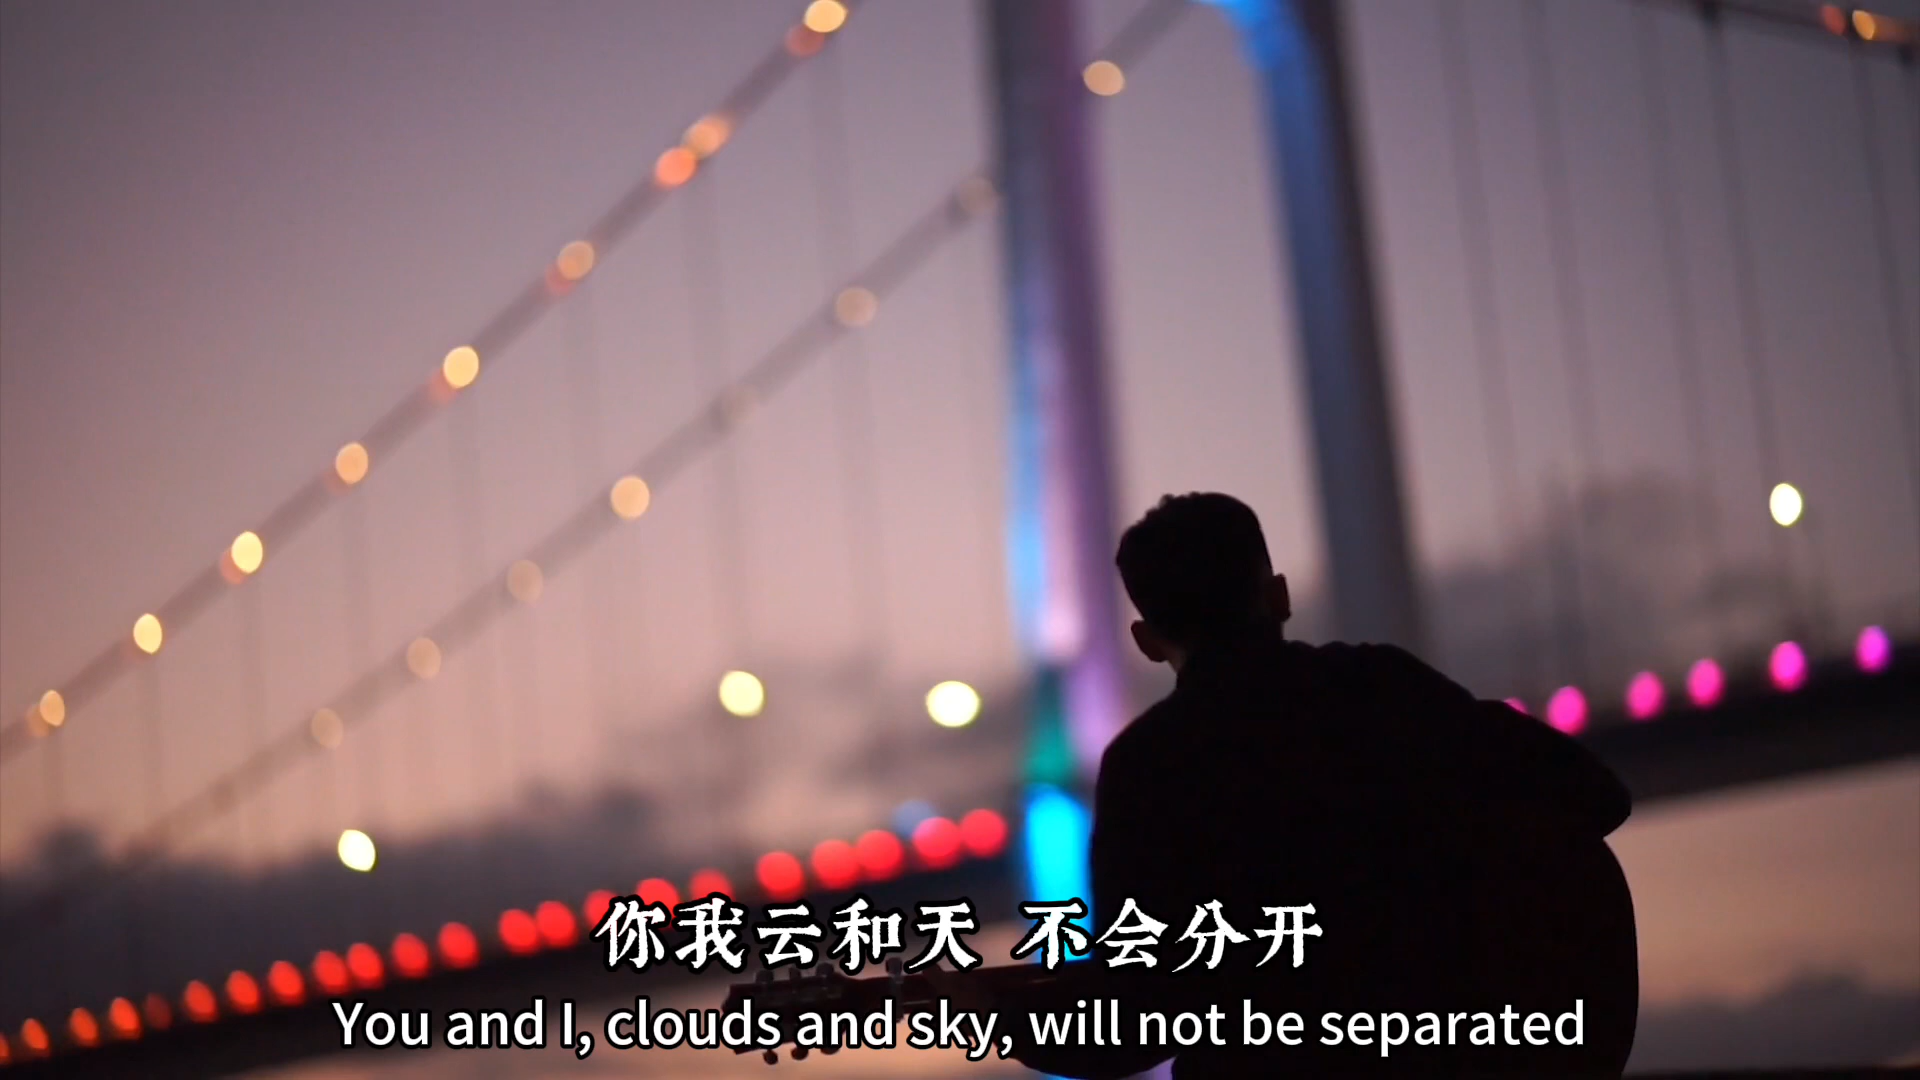 你我云和天 不会分开
You and I, clouds and sky, will not be separated